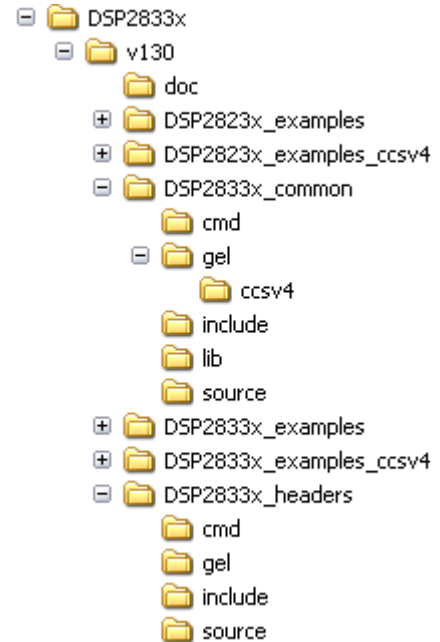 DSP2833x
v130
doc
DSP2823x_examples
DSP2823x_examples_ccsv4
DSP2833x_common
cmd
gel
ccsv4
include
lib
source
DSP2833x_examples
DSP2833x_examples_ccsv4
DSP2833x_headers
cmd
gel
include
source